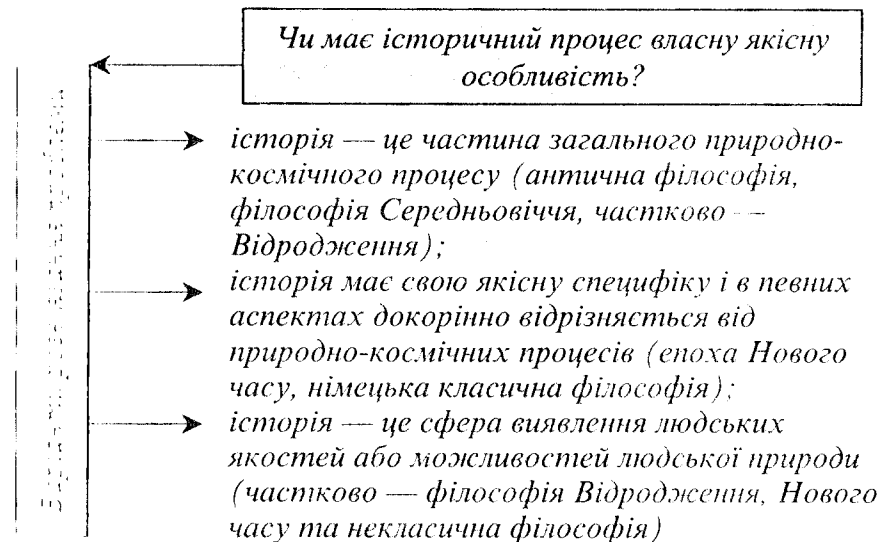 Чи має історичний процес власну якісну
особливість?
історія — це частина загального природно-
космічного процесу (антична філософія,
філософія Середньовіччя, частково —
Відродження);
історія має свою якісну специфіку і в певних
аспектах докорінно відрізняється від
природно-космічних процесів (епоха Нового
часу, німецька класична філософія);
історія — це сфера виявлення людських
якостей або можливостей людської природи
(частково — філософія Відродження, Нового
часу та некласична філософія)